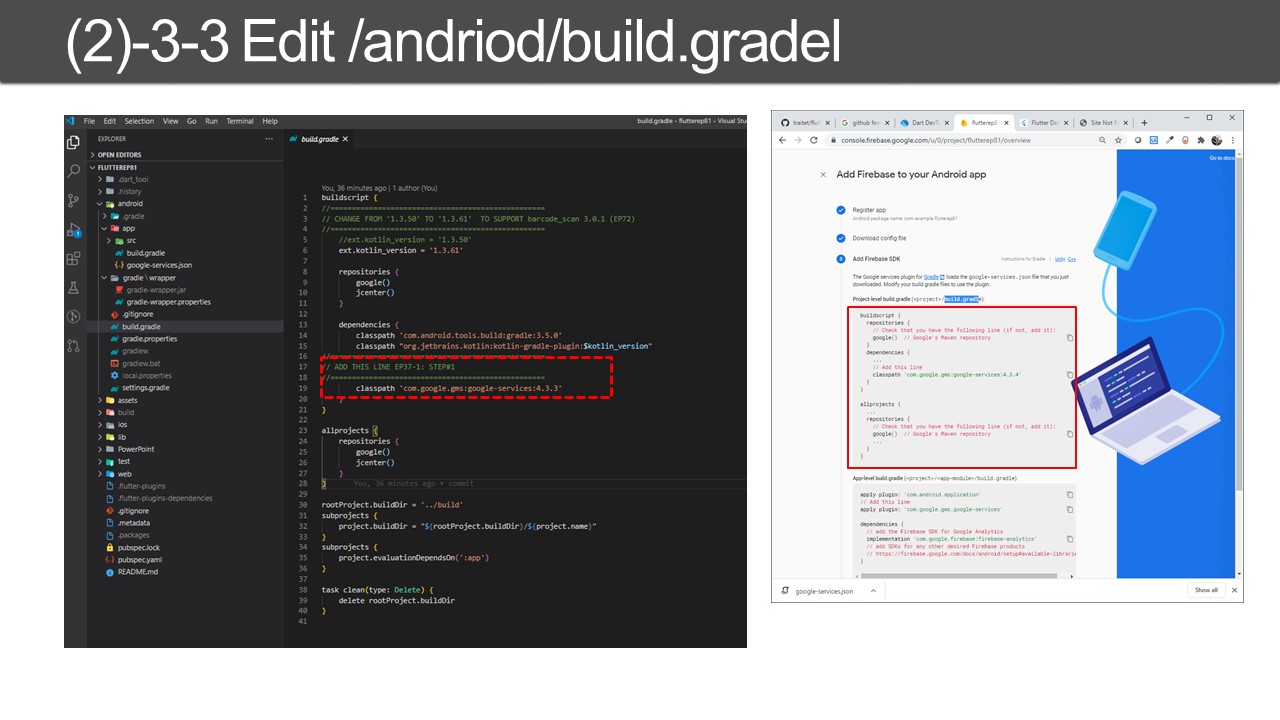 (2)-3-3 Edit /andriod/build.gradel
File Edit Selection View Go Run Terminal Help
build.gradle - flutterep81 - Visual Stu
EXPLORER
...
build.gradle
OPEN EDITORS
FLUTTEREP81
.dart_tool
.history
android
.gradle
app
src
build.gradle
google-services.json
gradle \ wrapper
gradle-wrapper.jar
gradle-wrapper.properties
.gitignore
build.gradle
gradle.properties
gradlew
gradlew.bat
local.properties
settings.gradle
assets
build
ios
lib
PowerPoint
test
web
.flutter-plugins
.flutter-plugins-dependencies
.gitignore
.metadata
.packages
pubspec.lock
pubspec.yaml
README.md
You, 36 minutes ago | 1 author (You)
1 buildscript {
2 //================================================
3 // CHANGE FROM '1.3.50' TO '1.3.61'  TO SUPPORT barcode_scan 3.0.1 (EP72)
4 //================================================
5 //ext.kotlin_version = '1.3.50'
6 ext.kotlin_version = '1.3.61'
7
8 repositories {
9 google()
10 jcenter()
11 }
12
13 dependencies {
14 classpath 'com.android.tools.build:gradle:3.5.0'
15 classpath "org.jetbrains.kotlin:kotlin-gradle-plugin:$kotlin_version"
16 //================================================
17 // ADD THIS LINE EP37-1: STEP#1
18 //================================================
19 classpath 'com.google.gms:google-services:4.3.3'
20 }
21 }
22
23 allprojects {
24 repositories {
25 google()
26 jcenter()
27 }
28 } You, 36 minutes ago • commit
29
30 rootProject.buildDir = '../build'
31 subprojects {
32 project.buildDir = "${rootProject.buildDir}/${project.name}"
33 }
34 subprojects {
35 project.evaluationDependsOn(':app')
36 }
37
38 task clean(type: Delete) {
39 delete rootProject.buildDir
40 }
41
traitet/flut
github fest
Dart DevT
flutterep81
Flutter De
Site Not F
console.firebase.google.com/u/0/project/flutterep81/overview
Go to docs
Add Firebase to your Android app
Register app
Android package name: com.example.flutterep81
Download config file
3 Add Firebase SDK
Instructions for Gradle | Unity C++
The Google services plugin for Gradle loads the google-services.json file that you just
downloaded. Modify your build.gradle files to use the plugin.
Project-level build.gradle (<project>/build.gradle):
buildscript {
repositories {
// Check that you have the following line (if not, add it):
google()  // Google's Maven repository
}
dependencies {
...
// Add this line
classpath 'com.google.gms:google-services:4.3.4'
}
}
allprojects {
...
repositories {
// Check that you have the following line (if not, add it):
google()  // Google's Maven repository
...
}
}
App-level build.gradle (<project>/<app-module>/build.gradle):
apply plugin: 'com.android.application'
// Add this line
apply plugin: 'com.google.gms.google-services'
dependencies {
// add the Firebase SDK for Google Analytics
implementation 'com.google.firebase:firebase-analytics'
// add SDKs for any other desired Firebase products
// https://firebase.google.com/docs/android/setup#available-librarie
}
google-services.json
Show all